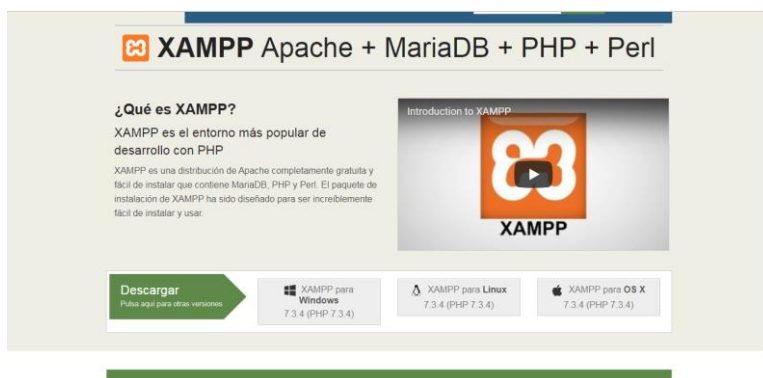 XAMPP Apache + MariaDB + PHP + Perl
¿Qué es XAMPP?
XAMPP es el entorno más popular de
desarrollo con PHP
XAMPP es una distribución de Apache completamente gratuita y
fácil de instalar que contiene MariaDB, PHP y Perl. El paquete de
instalación de XAMPP ha sido diseñado para ser increíblemente
fácil de instalar y usar.
Introduction to XAMPP
XAMPP
Descargar
Pulsa aquí para otras versiones
XAMPP para
Windows
7.3.4 (PHP 7.3.4)
XAMPP para Linux
7.3.4 (PHP 7.3.4)
XAMPP para OS X
7.3.4 (PHP 7.3.4)